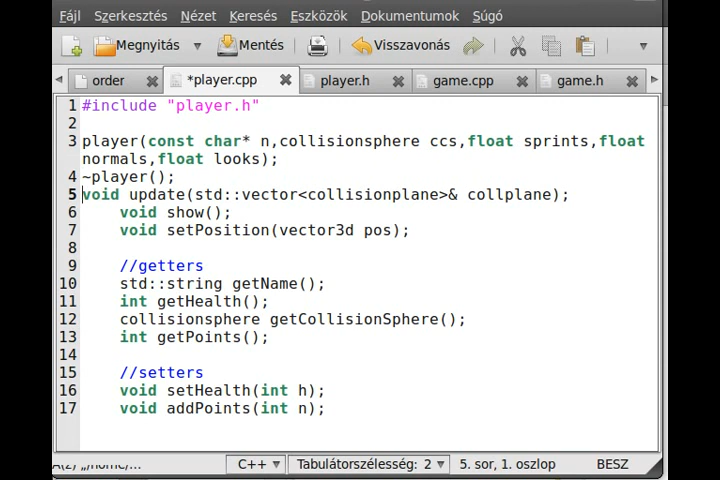 Fájl Szerkesztés Nézet Keresés Eszközök Dokumentumok Súgó
Megnyitás Mentés Visszavonás
order *player.cpp player.h game.cpp game.h
1 #include "player.h"
2
3 player(const char* n,collisionsphere ccs,float sprints,float
normals,float looks);
4 ~player();
5 void update(std::vector<collisionplane>& collplane);
6 void show();
7 void setPosition(vector3d pos);
8
9 //getters
10 std::string getName();
11 int getHealth();
12 collisionsphere getCollisionSphere();
13 int getPoints();
14
15 //setters
16 void setHealth(int h);
17 void addPoints(int n);
C++ Tabulátorszélesség: 2 5. sor, 1. oszlop BESZ